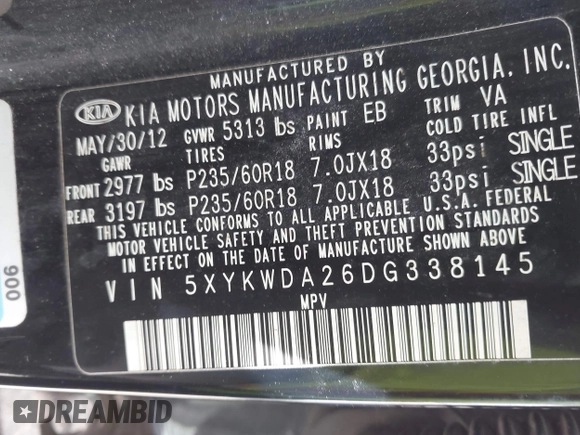 MANUFACTURED BY
KIA KIA MOTORS MANUFACTURING GEORGIA, INC.
MAY/30/12 GVWR 5313 lbs PAINT EB TRIM VA
GAWR TIRES RIMS COLD TIRE INFL
FRONT 2977 lbs P235/60R18 7.0JX18 33psi SINGLE
REAR 3197 lbs P235/60R18 7.0JX18 33psi SINGLE
THIS VEHICLE CONFORMS TO ALL APPLICABLE U.S.A. FEDERAL
MOTOR VEHICLE SAFETY AND THEFT PREVENTION STANDARDS
IN EFFECT ON THE DATE OF MANUFACTURE SHOWN ABOVE.
VIN 5XYKWDA26DG338145
MPV
006
DREAMBID